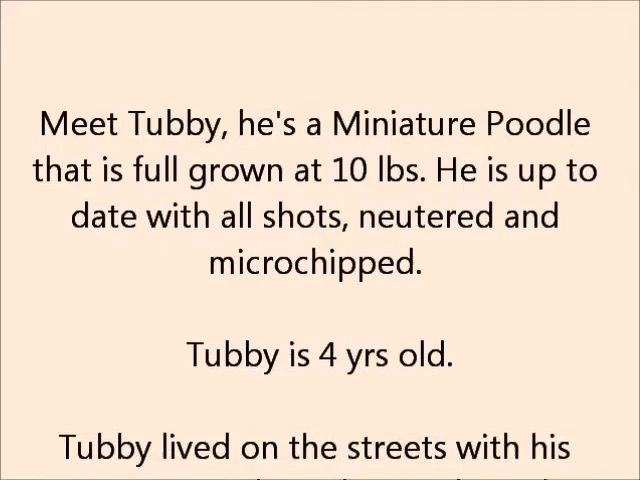 Meet Tubby, he's a Miniature Poodle
that is full grown at 10 lbs. He is up to
date with all shots, neutered and
microchipped.
Tubby is 4 yrs old.
Tubby lived on the streets with his